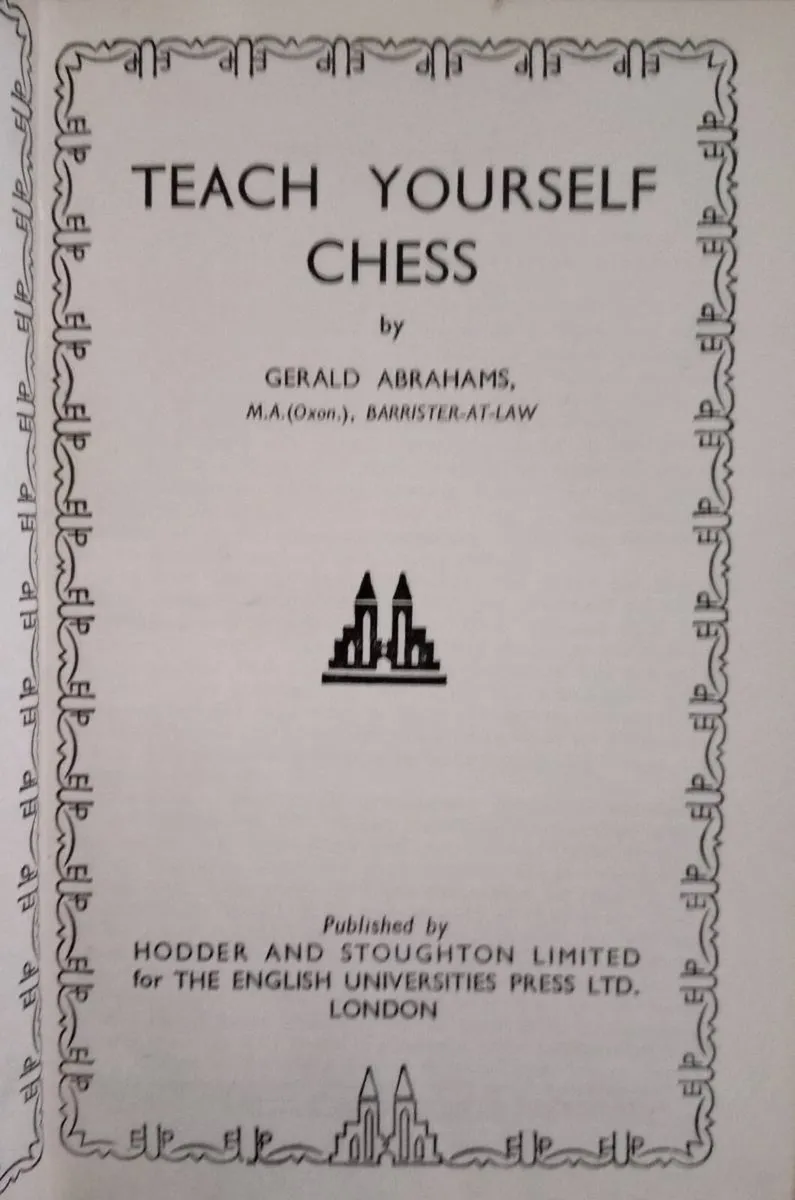 TEACH YOURSELF
CHESS
by
GERALD ABRAHAMS,
M.A.(Oxon.), BARRISTER-AT-LAW
Published by
HODDER AND STOUGHTON LIMITED
for THE ENGLISH UNIVERSITIES PRESS LTD.
LONDON